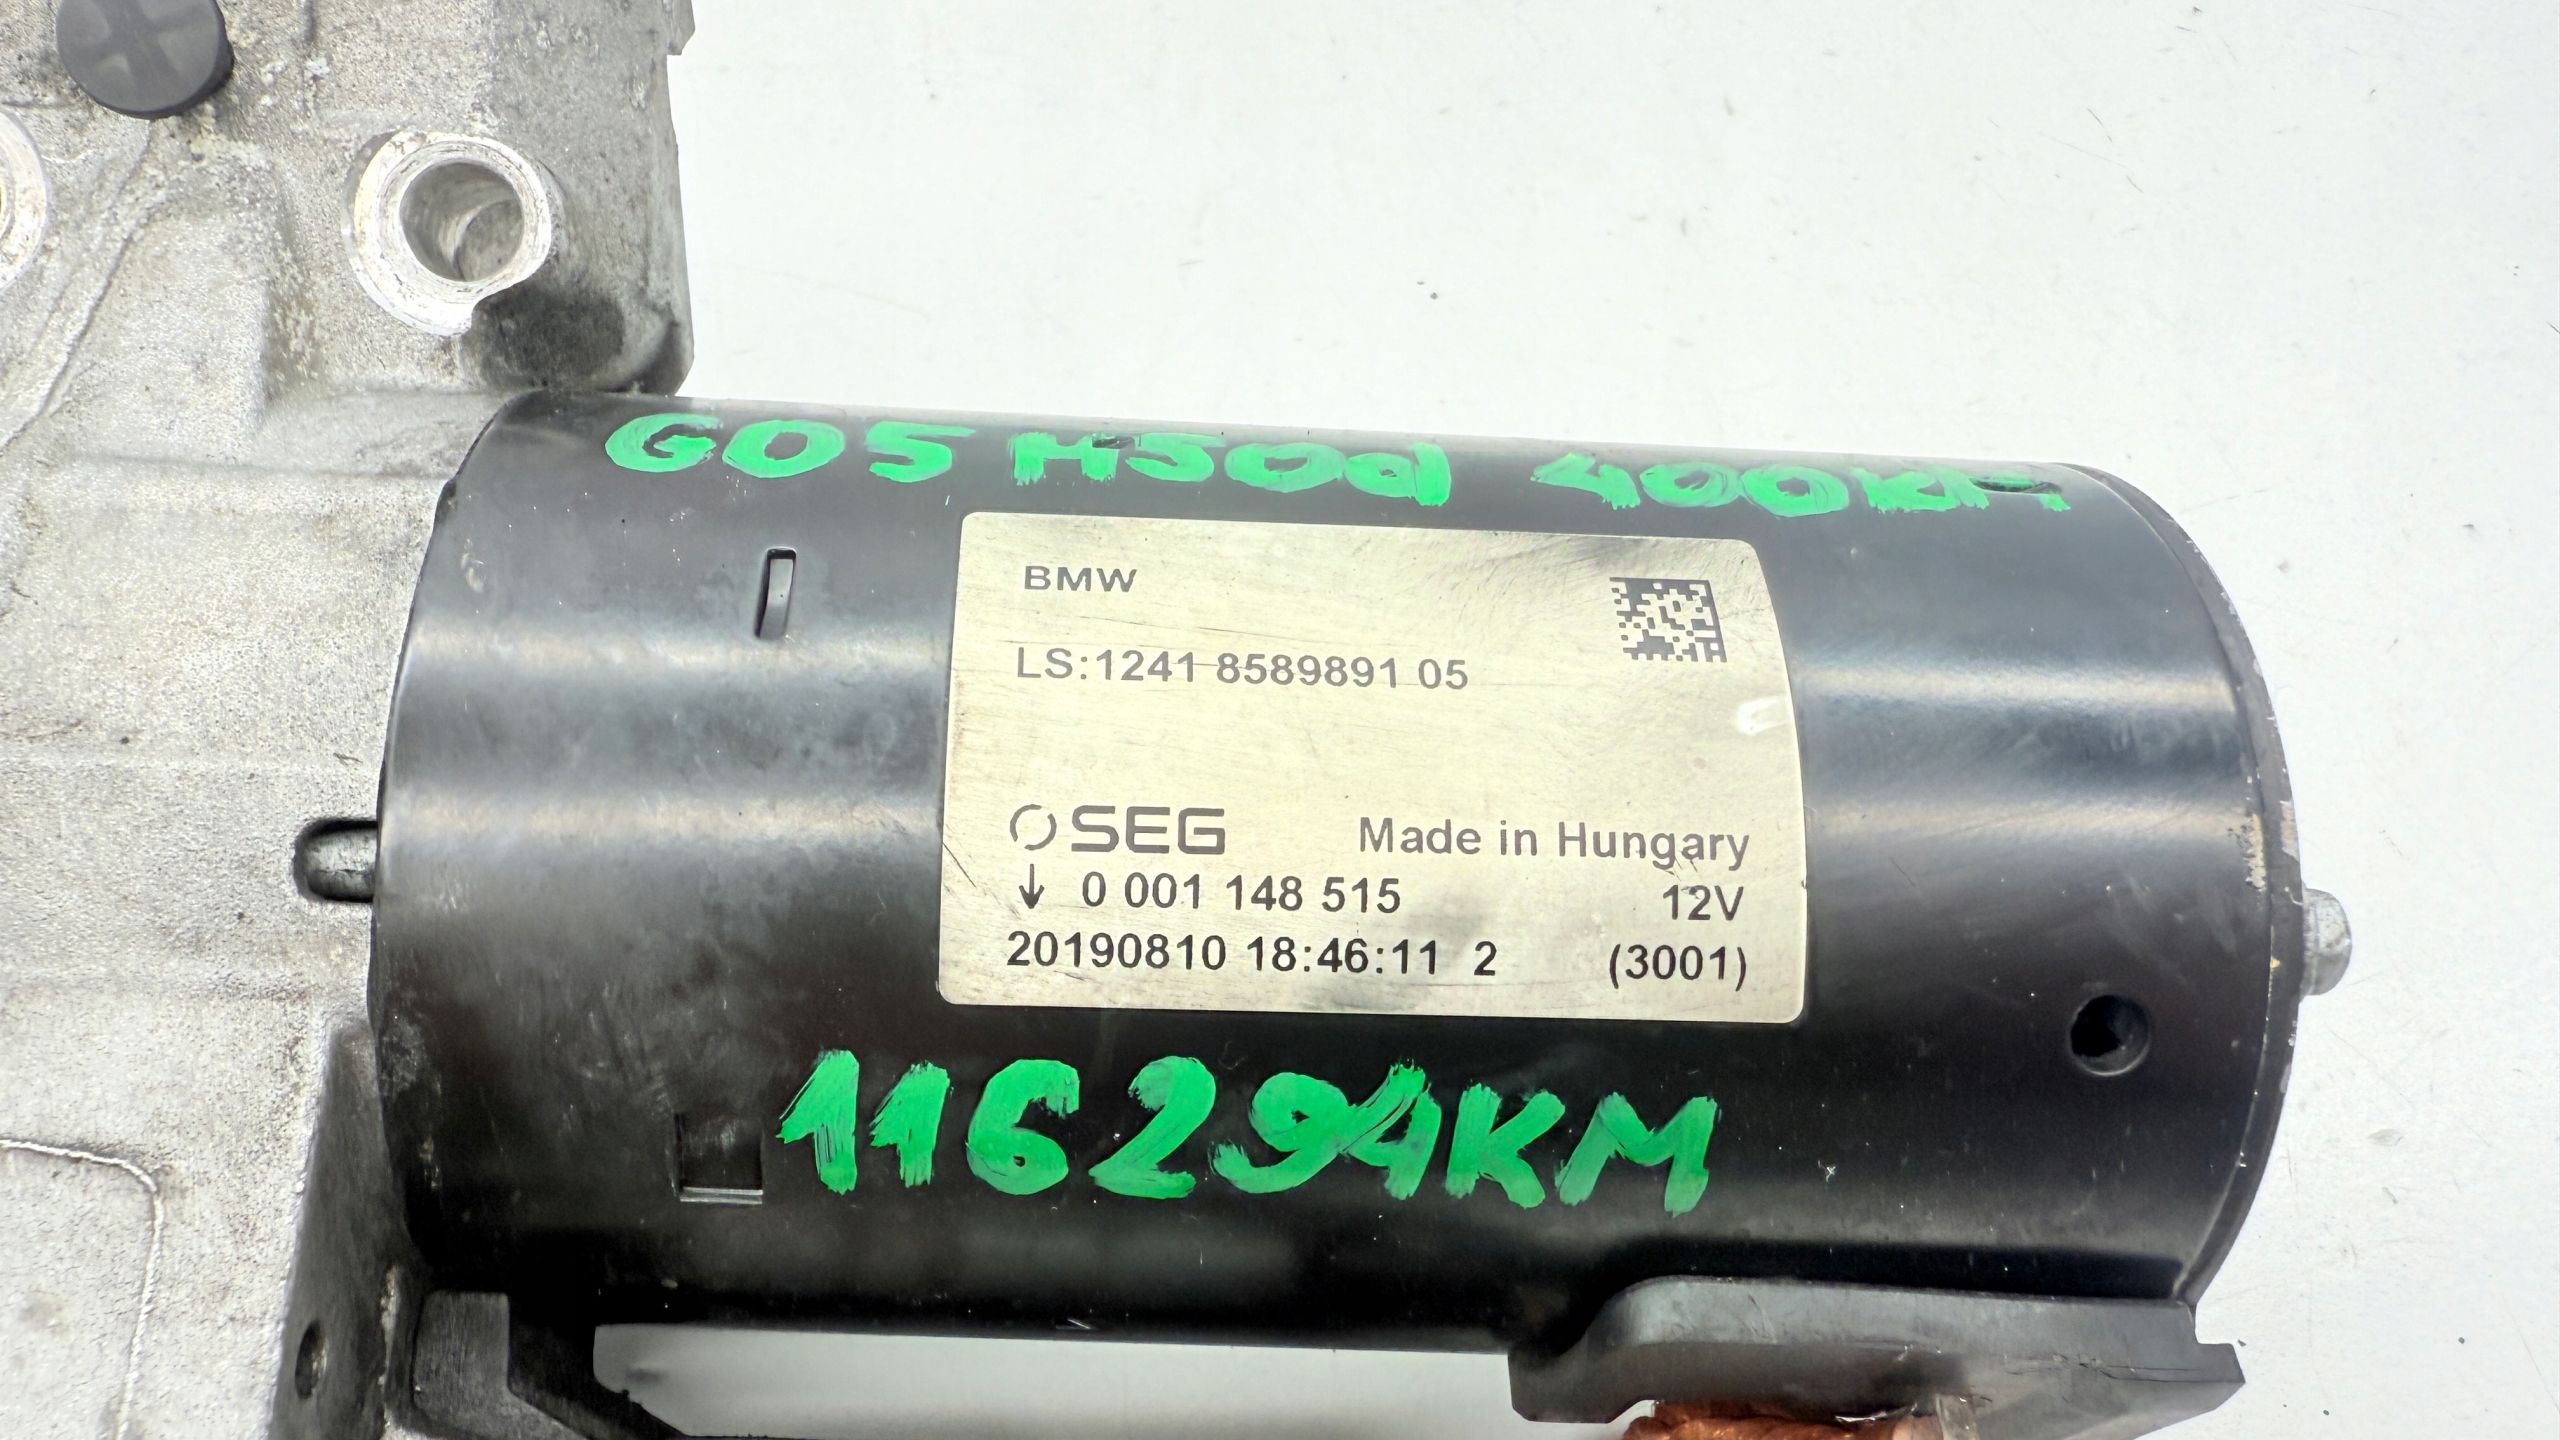 G05 M50d 400KM
BMW
LS:1241 8589891 05
SEG Made in Hungary
↓ 0 001 148 515 12V
20190810 18:46:11 2 (3001)
116294KM